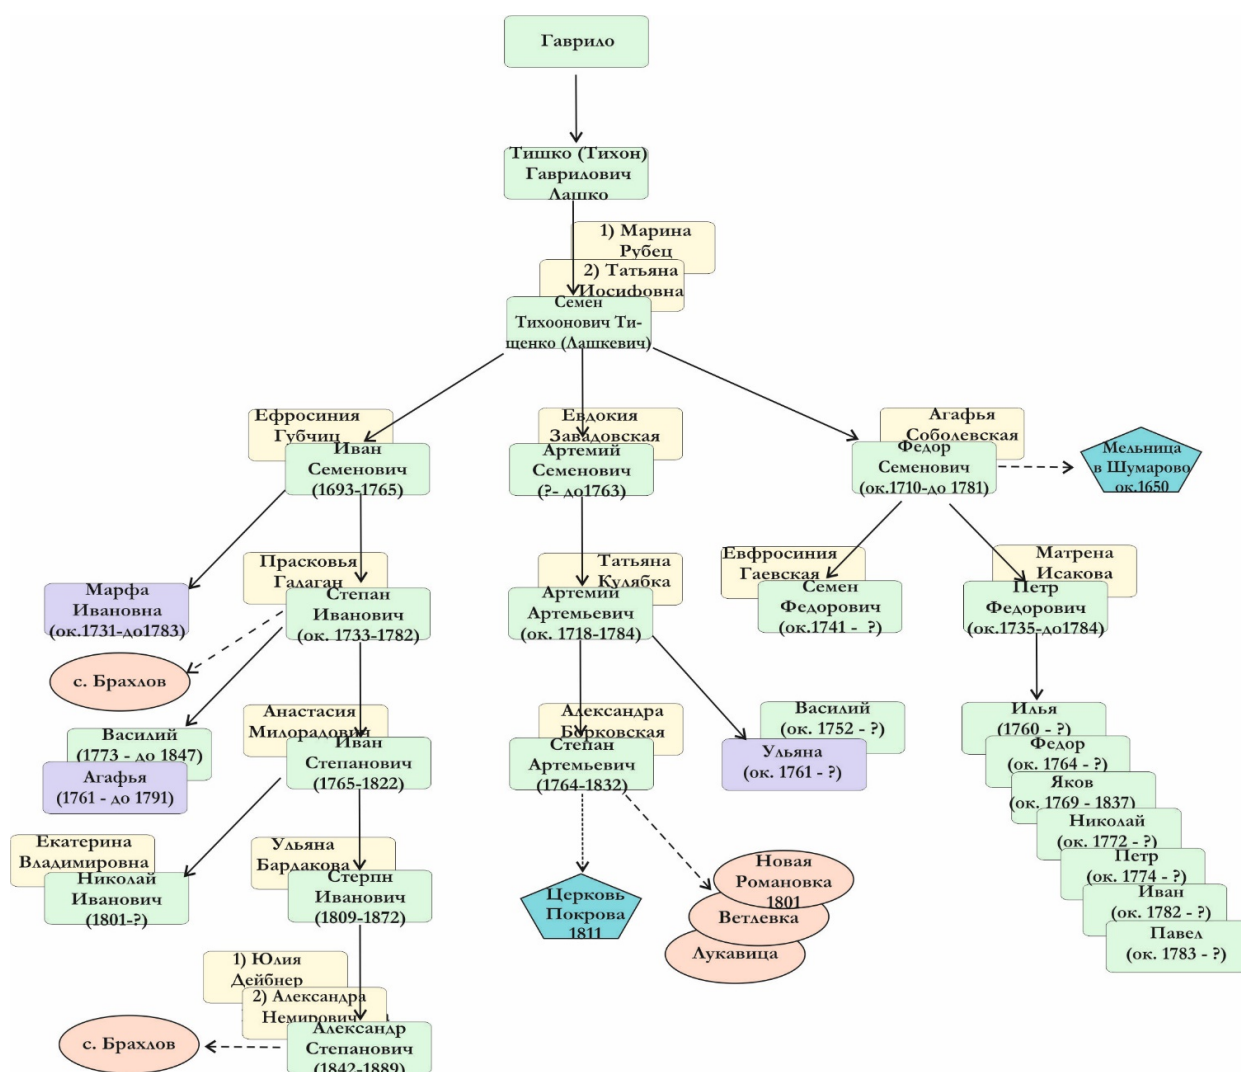 Гаврило
Тишко (Тихон)
Гаврилович
Лашко
1) Марина
Рубец
2) Татьяна
Иосифовна
Семен
Тихоонович Ти-
щенко (Лашкевич)
Ефросиния
Губчиц
Иван
Семенович
(1693-1765)
Евдокия
Завадовская
Артемий
Семенович
(?- до1763)
Агафья
Соболевская
Федор
Семенович
(ок.1710-до 1781)
Мельница
в Шумарово
ок.1650
Марфа
Ивановна
(ок.1731-до1783)
Прасковья
Галаган
Степан
Иванович
(ок. 1733-1782)
Татьяна
Кулябка
Артемий
Артемьевич
(ок. 1718-1784)
Евфросиния
Гаевская
Семен
Федорович
(ок.1741 - ?)
Матрена
Исакова
Петр
Федорович
(ок.1735-до1784)
с. Брахлов
Василий
(1773 - до 1847)
Агафья
(1761 - до 1791)
Анастасия
Милорадович
Иван
Степанович
(1765-1822)
Александра
Борковская
Степан
Артемьевич
(1764-1832)
Василий
(ок. 1752 - ?)
Ульяна
(ок. 1761 - ?)
Илья
(1760 - ?)
Федор
(ок. 1764 - ?)
Яков
(ок. 1769 - 1837)
Николай
(ок. 1772 - ?)
Петр
(ок. 1774 - ?)
Иван
(ок. 1782 - ?)
Павел
(ок. 1783 - ?)
Екатерина
Владимировна
Николай
Иванович
(1801-?)
Ульяна
Бардакова
Стерпн
Иванович
(1809-1872)
Церковь
Покрова
1811
Новая
Романовка
1801
Ветлевка
Лукавица
1) Юлия
Дейбнер
2) Александра
Немирович
Александр
Степанович
(1842-1889)
с. Брахлов